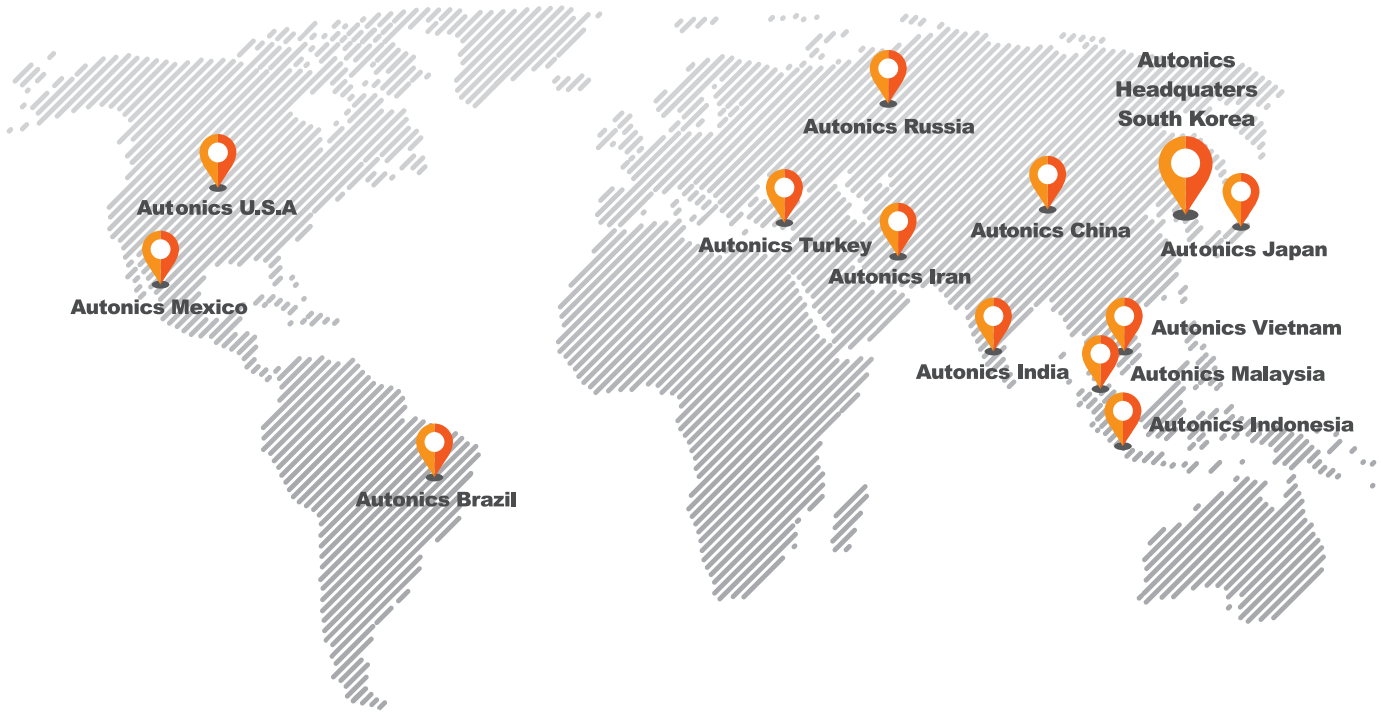 Autonics
Headquaters
South Korea
Autonics Russia
Autonics U.S.A
Autonics China
Autonics Turkey
Autonics Japan
Autonics Iran
Autonics Mexico
Autonics Vietnam
Autonics India
Autonics Malaysia
Autonics Indonesia
Autonics Brazil